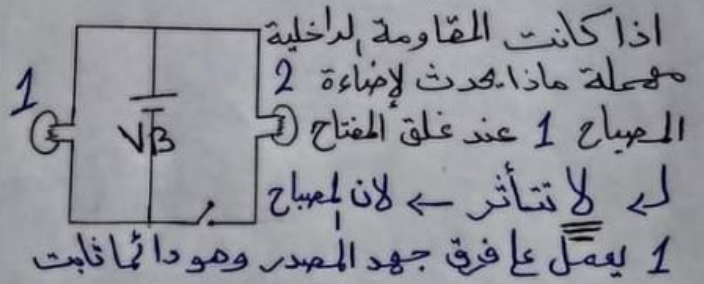 اذا كانت المقاومة الداخلية
مهملة ماذا يحدث لإضاءة
المصباح 1 عند غلق المفتاح
لا تتأثر ← لان المصباح
1 يعمل ع فرق جهد المصدر وهو دائما ثابت
1
VB
2